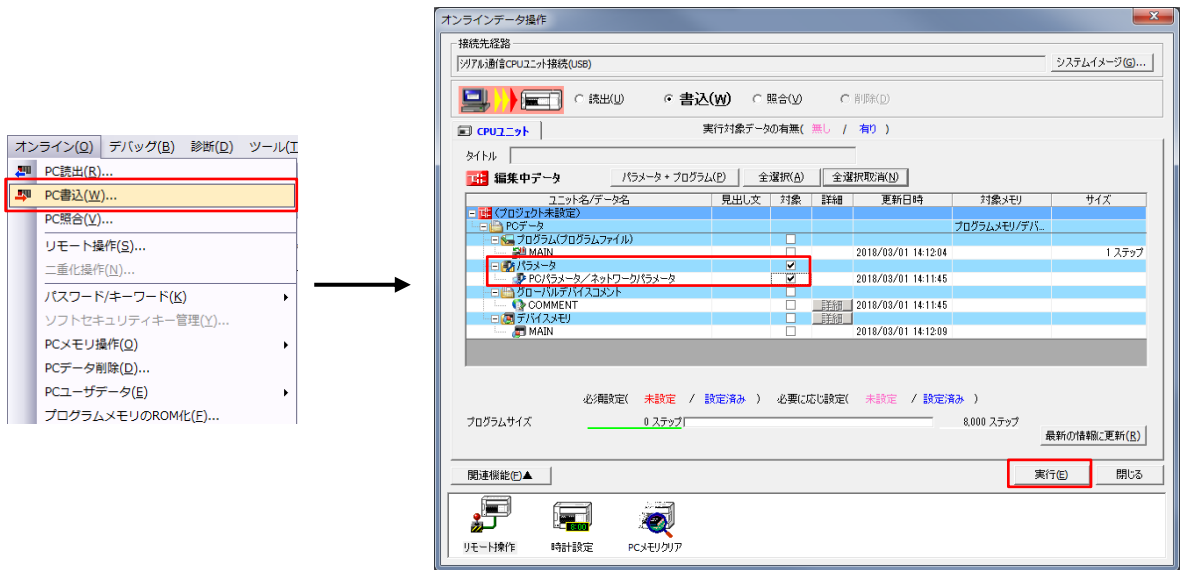 オンライン(O) デバッグ(B) 診断(D) ツール(T
PC読出(R)...
PC書込(W)...
PC照合(V)...
リモート操作(S)...
二重化操作(N)...
パスワード/キーワード(K)
ソフトセキュリティキー管理(Y)...
PCメモリ操作(O)
PCデータ削除(D)...
PCユーザデータ(E)
プログラムメモリのROM化(F)...
オンラインデータ操作
接続先経路
シリアル通信CPUユニット接続(USB)
システムイメージ(G)...
読出(U) 書込(W) 照合(V) 削除(D)
CPUユニット 実行対象データの有無( 無し / 有り )
タイトル
編集中データ パラメータ+プログラム(P) 全選択(A) 全選択取消(N)
ユニット名/データ名 見出し文 対象 詳細 更新日時 対象メモリ サイズ
(プロジェクト未設定)
PCデータ プログラムメモリ/デバ...
プログラム(プログラムファイル)
MAIN 2018/03/01 14:12:04 1 ステップ
パラメータ
PCパラメータ/ネットワークパラメータ 2018/03/01 14:11:45
グローバルデバイスコメント
COMMENT 詳細 2018/03/01 14:11:45
デバイスメモリ 詳細
MAIN 2018/03/01 14:12:09
必須設定( 未設定 / 設定済み ) 必要に応じ設定( 未設定 / 設定済み )
プログラムサイズ 0 ステップ 8,000 ステップ
最新の情報に更新(R)
関連機能(F)▲ 実行(E) 閉じる
リモート操作 時計設定 PCメモリクリア